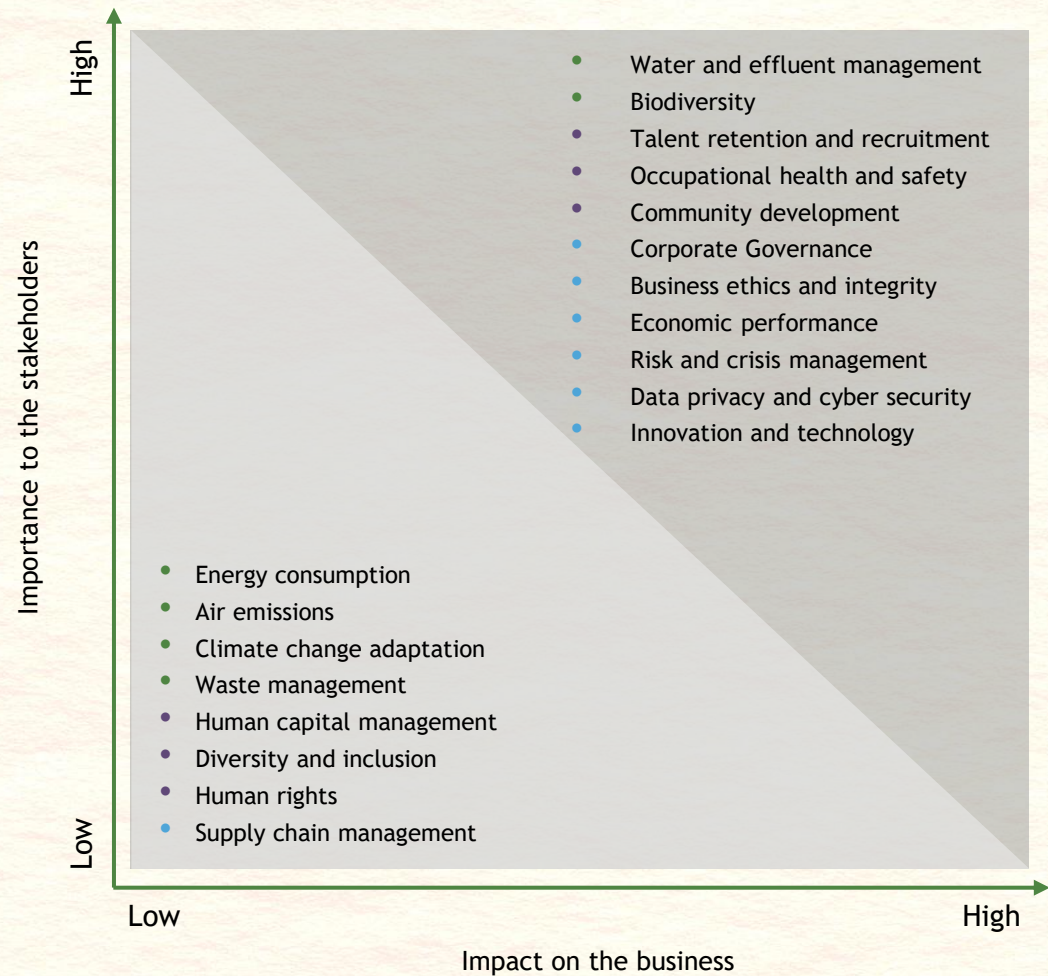 High
Importance to the stakeholders
Low
Water and effluent management
Biodiversity
Talent retention and recruitment
Occupational health and safety
Community development
Corporate Governance
Business ethics and integrity
Economic performance
Risk and crisis management
Data privacy and cyber security
Innovation and technology
Energy consumption
Air emissions
Climate change adaptation
Waste management
Human capital management
Diversity and inclusion
Human rights
Supply chain management
Low
High
Impact on the business